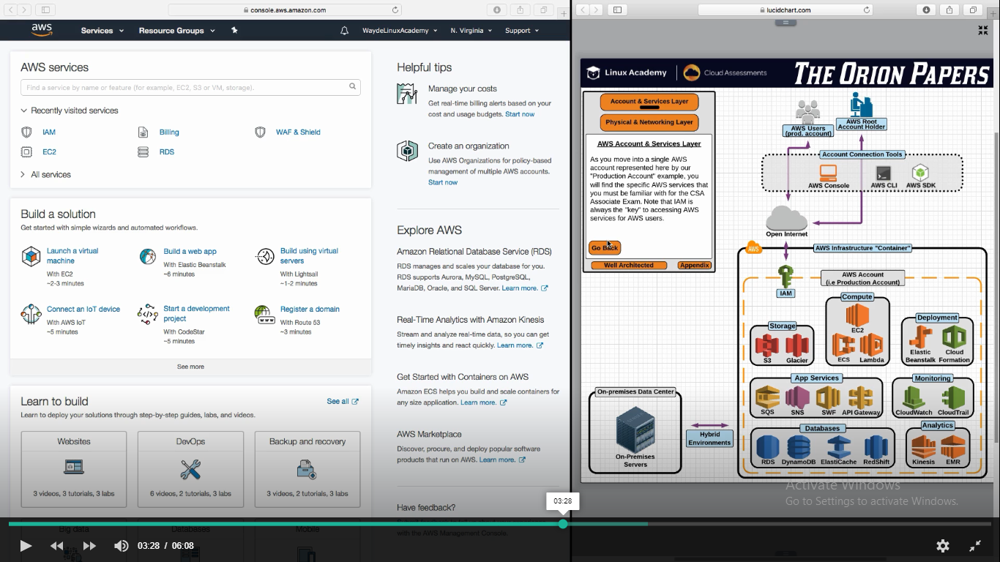 console.aws.amazon.com
aws
Services
Resource Groups
WaydeLinuxAcademy
N. Virginia
Support
AWS services
Find a service by name or feature (for example, EC2, S3 or VM, storage).
Recently visited services
IAM
Billing
WAF & Shield
EC2
RDS
All services
Build a solution
Get started with simple wizards and automated workflows.
Launch a virtual
machine
With EC2
~2-3 minutes
Build a web app
With Elastic Beanstalk
~6 minutes
Build using virtual
servers
With Lightsail
~1-2 minutes
Connect an IoT device
With AWS IoT
~5 minutes
Start a development
project
With CodeStar
~5 minutes
Register a domain
With Route 53
~3 minutes
See more
Learn to build
See all
Learn to deploy your solutions through step-by-step guides, labs, and videos.
Websites
3 videos, 3 tutorials, 3 labs
DevOps
6 videos, 2 tutorials, 3 labs
Backup and recovery
3 videos, 2 tutorials, 3 labs
Big data
Databases
Mobile
Helpful tips
Manage your costs
Get real-time billing alerts based on your
cost and usage budgets. Start now
Create an organization
Use AWS Organizations for policy-based
management of multiple AWS accounts.
Start now
Explore AWS
Amazon Relational Database Service (RDS)
RDS manages and scales your database for you.
RDS supports Aurora, MySQL, PostgreSQL,
MariaDB, Oracle, and SQL Server. Learn more.
Real-Time Analytics with Amazon Kinesis
Stream and analyze real-time data, so you can get
timely insights and react quickly. Learn more.
Get Started with Containers on AWS
Amazon ECS helps you build and scale containers for
any size application. Learn more.
AWS Marketplace
Discover, procure, and deploy popular software
products that run on AWS. Learn more.
Have feedback?
with the AWS Management Console.
lucidchart.com
Linux Academy
Cloud Assessments
THE ORION PAPERS
Account & Services Layer
Physical & Networking Layer
AWS Account & Services Layer
As you move into a single AWS
account represented here by our
"Production Account" example, you
will find the specific AWS services that
you must be familiar with for the CSA
Associate Exam. Note that IAM is
always the "key" to accessing AWS
services for AWS users.
Go Back
Well Architected
Appendix
AWS Users
(prod. account)
AWS Root
Account Holder
Account Connection Tools
AWS Console
AWS CLI
AWS SDK
Open Internet
AWS
AWS Infrastructure "Container"
IAM
AWS Account
(i.e Production Account)
Compute
EC2
ECS
Lambda
Storage
S3
Glacier
Deployment
Elastic
Beanstalk
Cloud
Formation
App Services
SQS
SNS
SWF
API Gateway
Monitoring
CloudWatch
CloudTrail
Databases
RDS
DynamoDB
ElastiCache
RedShift
Analytics
Kinesis
EMR
On-premises Data Center
On-Premises
Servers
Hybrid
Environments
Activate Windows
Go to Settings to activate Windows.
03:28
03:28 / 06:08